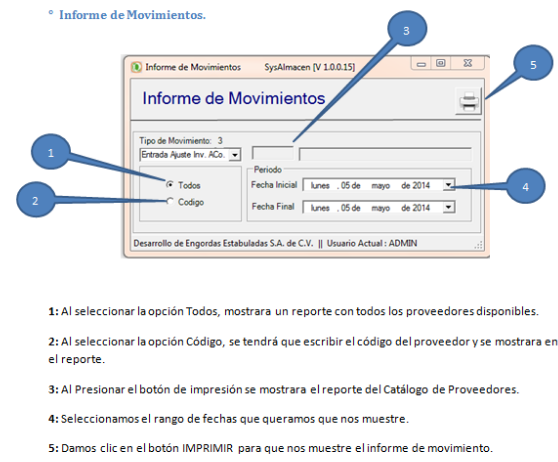 ° Informe de Movimientos.
3
Informe de Movimientos SysAlmacen [V 1.0.0.15]
5
Informe de Movimientos
Tipo de Movimiento: 3
Entrada Ajuste Inv. ACo.
1
Periodo
Todos
Fecha Inicial lunes , 05 de mayo de 2014
4
2
Codigo
Fecha Final lunes , 05 de mayo de 2014
Desarrollo de Engordas Estabuladas S.A. de C.V. || Usuario Actual : ADMIN
1: Al seleccionar la opción Todos, mostrara un reporte con todos los proveedores disponibles.
2: Al seleccionar la opción Código, se tendrá que escribir el código del proveedor y se mostrara en
el reporte.
3: Al Presionar el botón de impresión se mostrara el reporte del Catálogo de Proveedores.
4: Seleccionamos el rango de fechas que queramos que nos muestre.
5: Damos clic en el botón IMPRIMIR para que nos muestre el informe de movimiento.